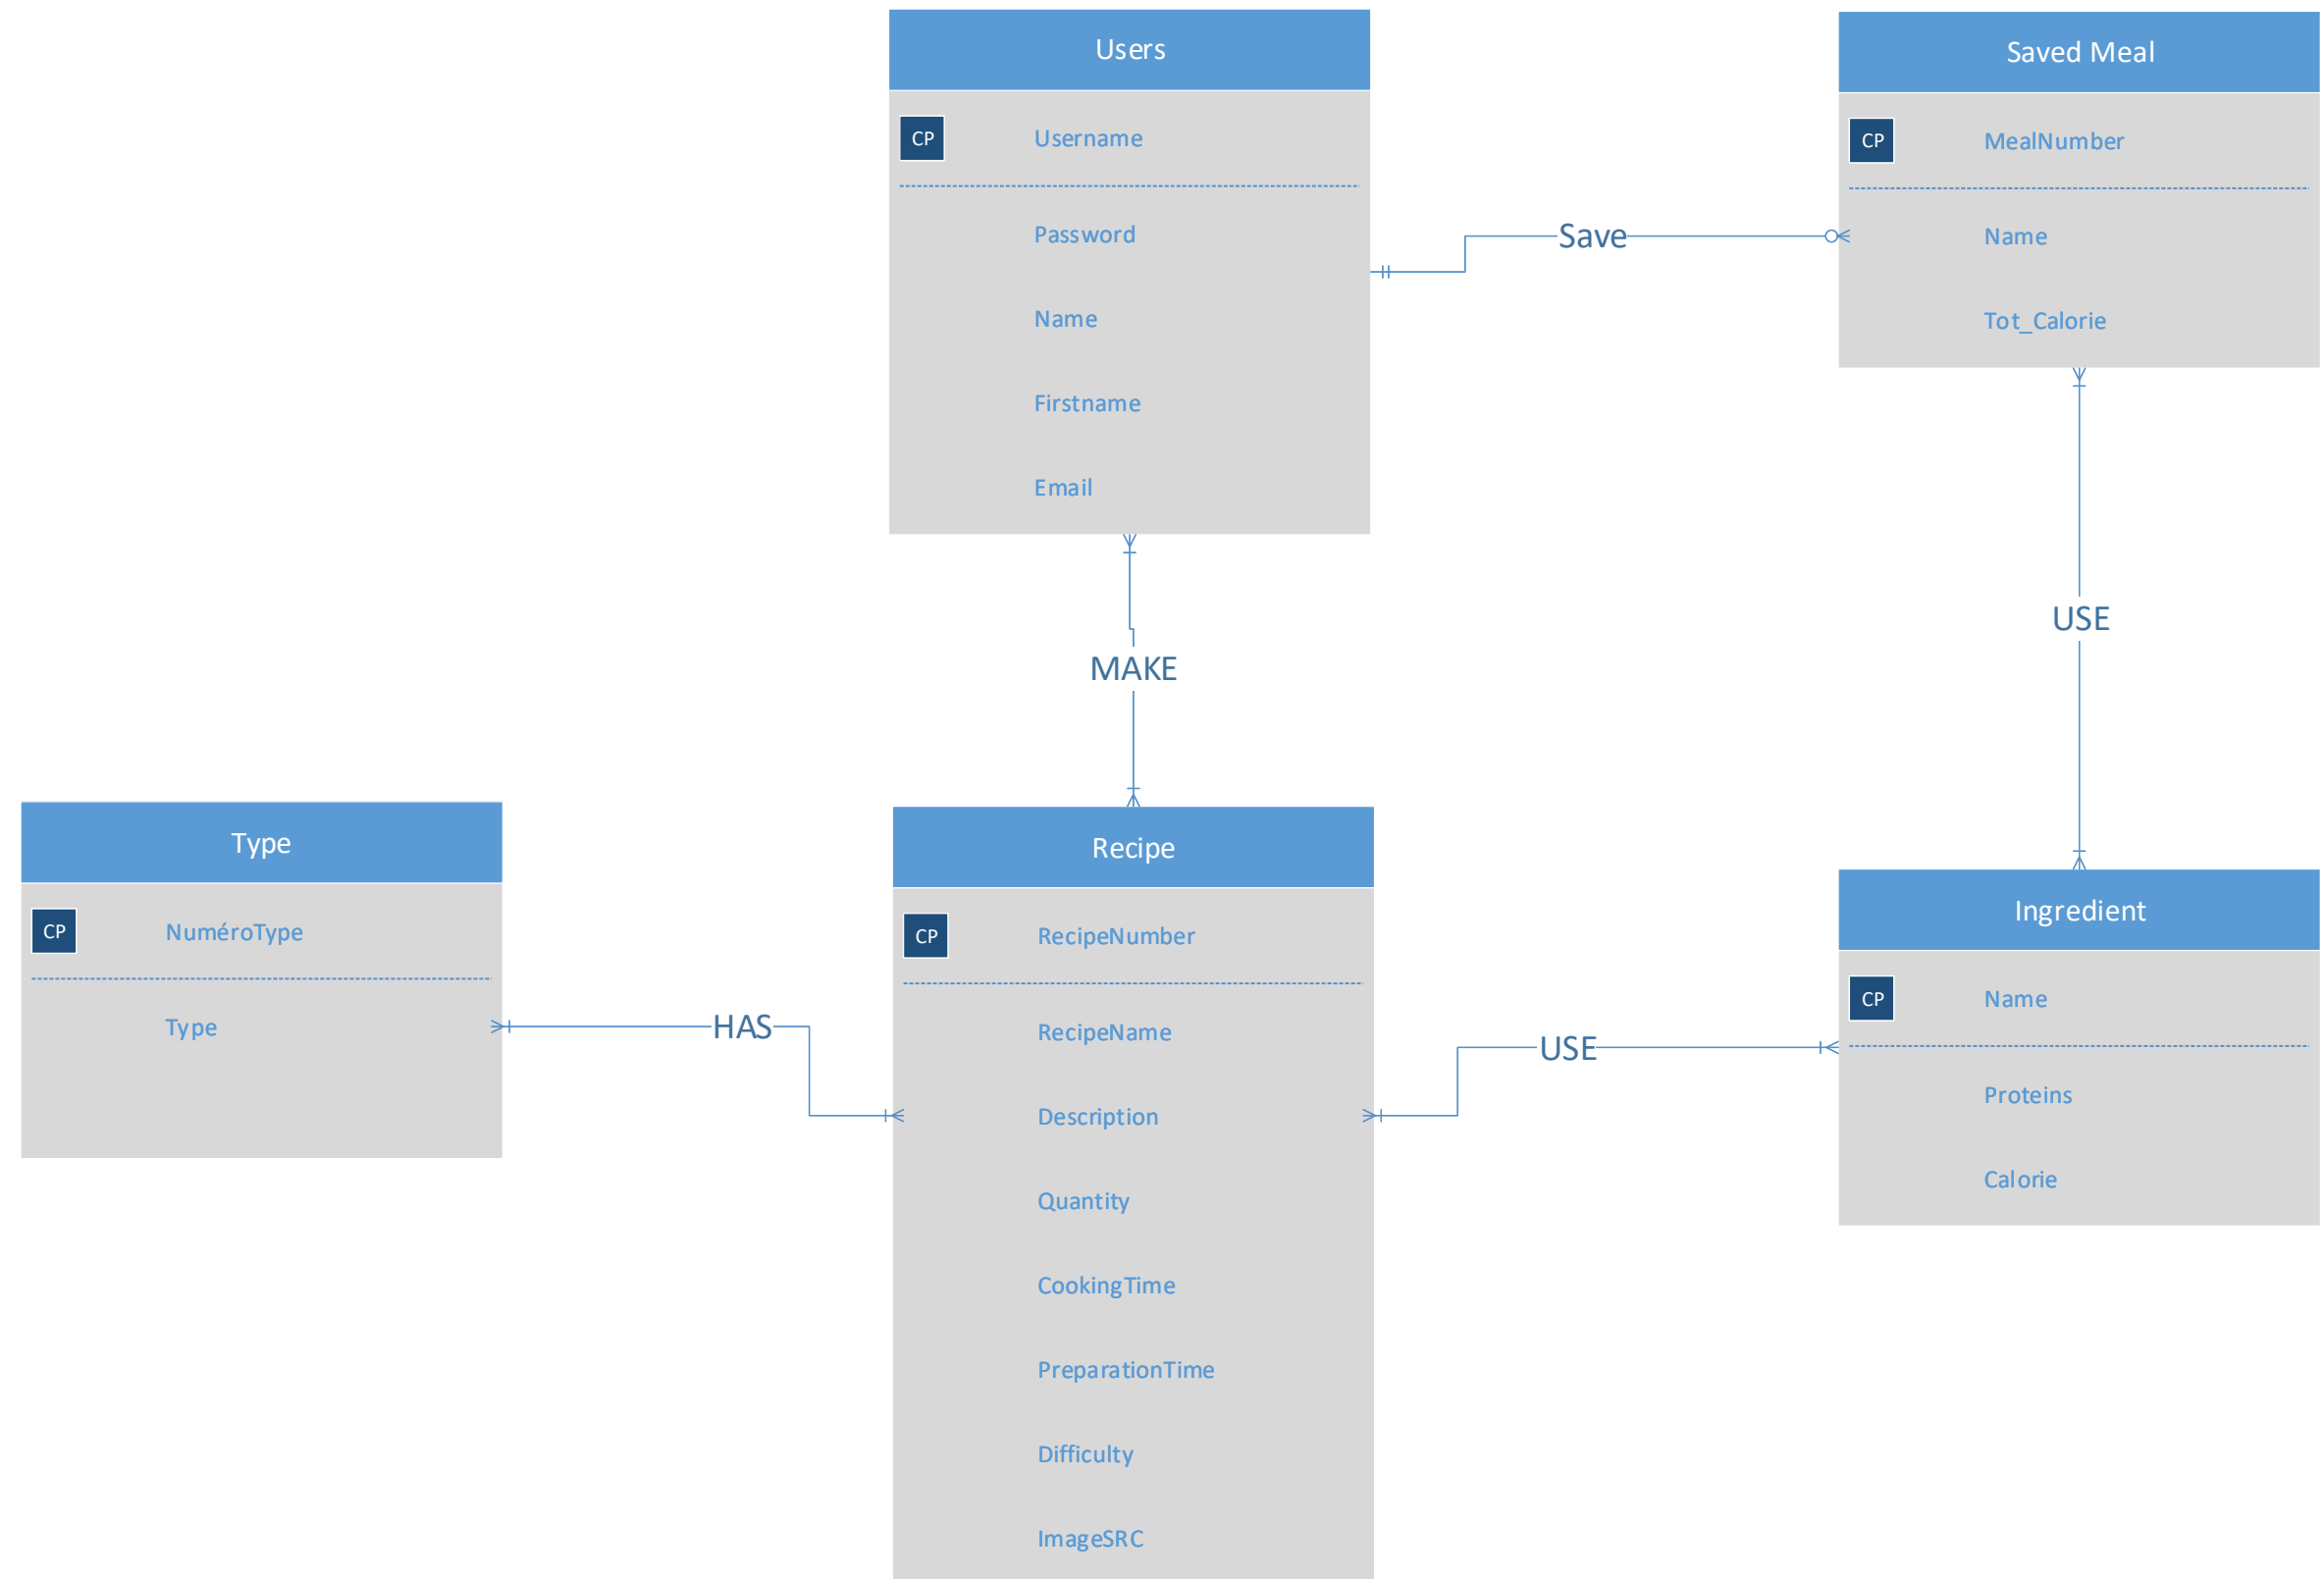 Users
CP Username
Password
Name
Firstname
Email
Save
Saved Meal
CP MealNumber
Name
Tot_Calorie
MAKE
USE
Type
CP NuméroType
Type
HAS
Recipe
CP RecipeNumber
RecipeName
Description
Quantity
CookingTime
PreparationTime
Difficulty
ImageSRC
USE
Ingredient
CP Name
Proteins
Calorie